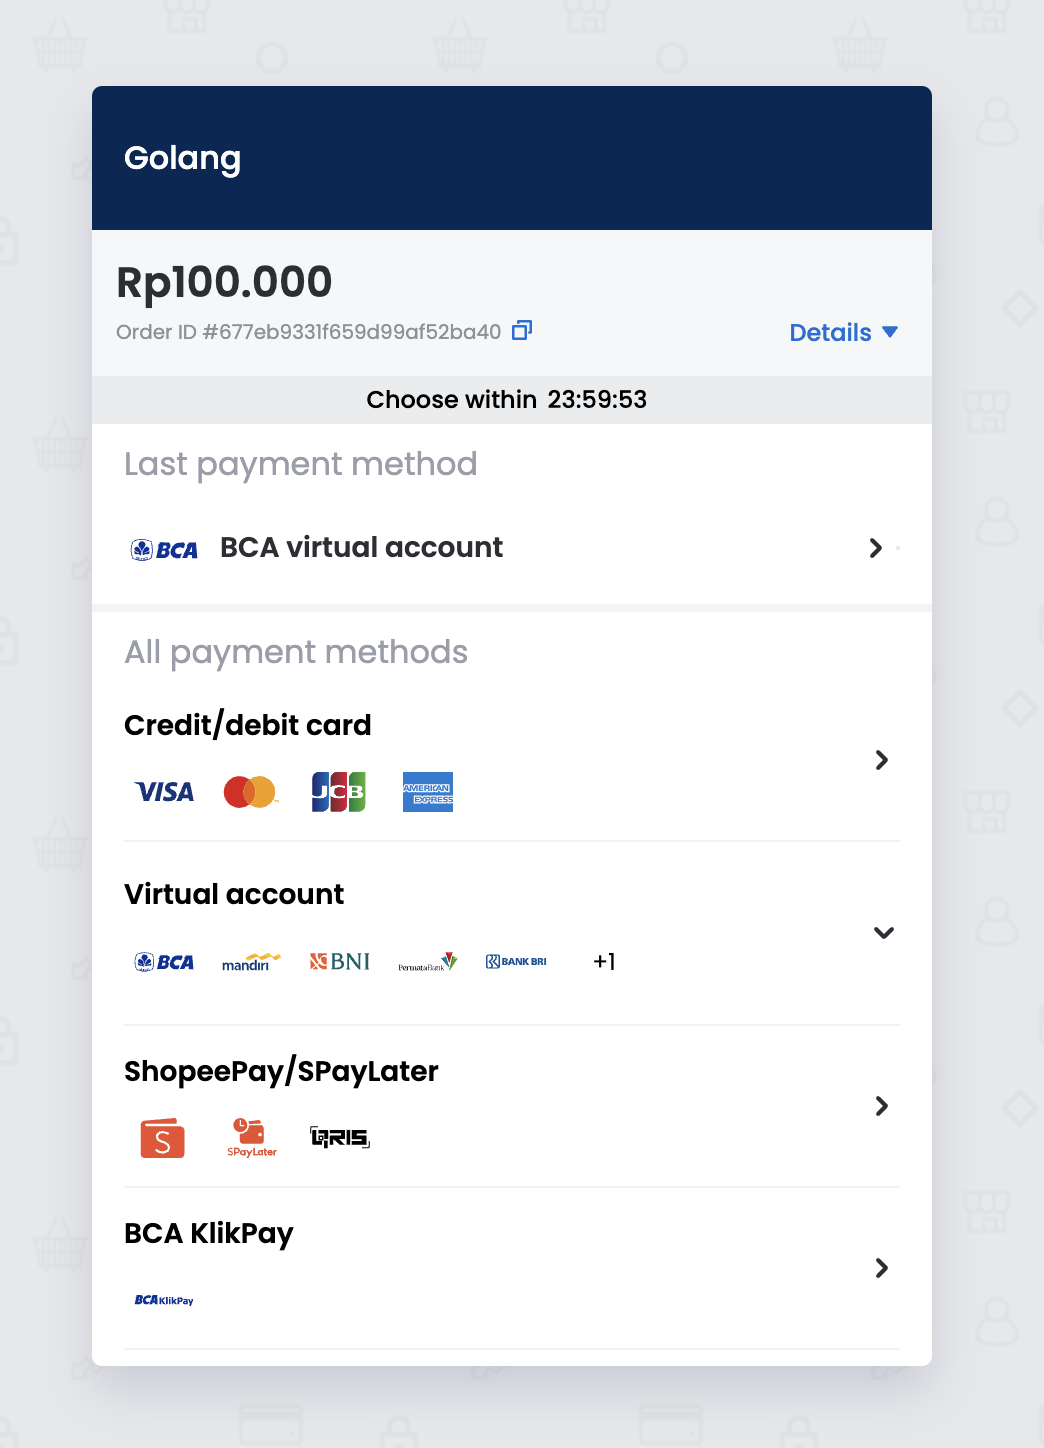 Golang
Rp100.000
Order ID #677eb9331f659d99af52ba40
Details
Choose within 23:59:53
Last payment method
BCA BCA virtual account
All payment methods
Credit/debit card
VISA JCB AMERICAN EXPRESS
Virtual account
BCA mandiri BNI PermataBank BANK BRI +1
ShopeePay/SPayLater
S SPayLater QRIS
BCA KlikPay
BCA KlikPay